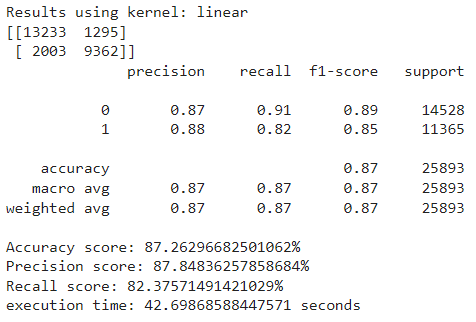 Results using kernel: linear
[[13233  1295]
 [ 2003  9362]]
              precision    recall  f1-score   support

           0       0.87      0.91      0.89     14528
           1       0.88      0.82      0.85     11365

    accuracy                           0.87     25893
   macro avg       0.87      0.87      0.87     25893
weighted avg       0.87      0.87      0.87     25893

Accuracy score: 87.26296682501062%
Precision score: 87.84836257858684%
Recall score: 82.37571491421029%
execution time: 42.69868588447571 seconds